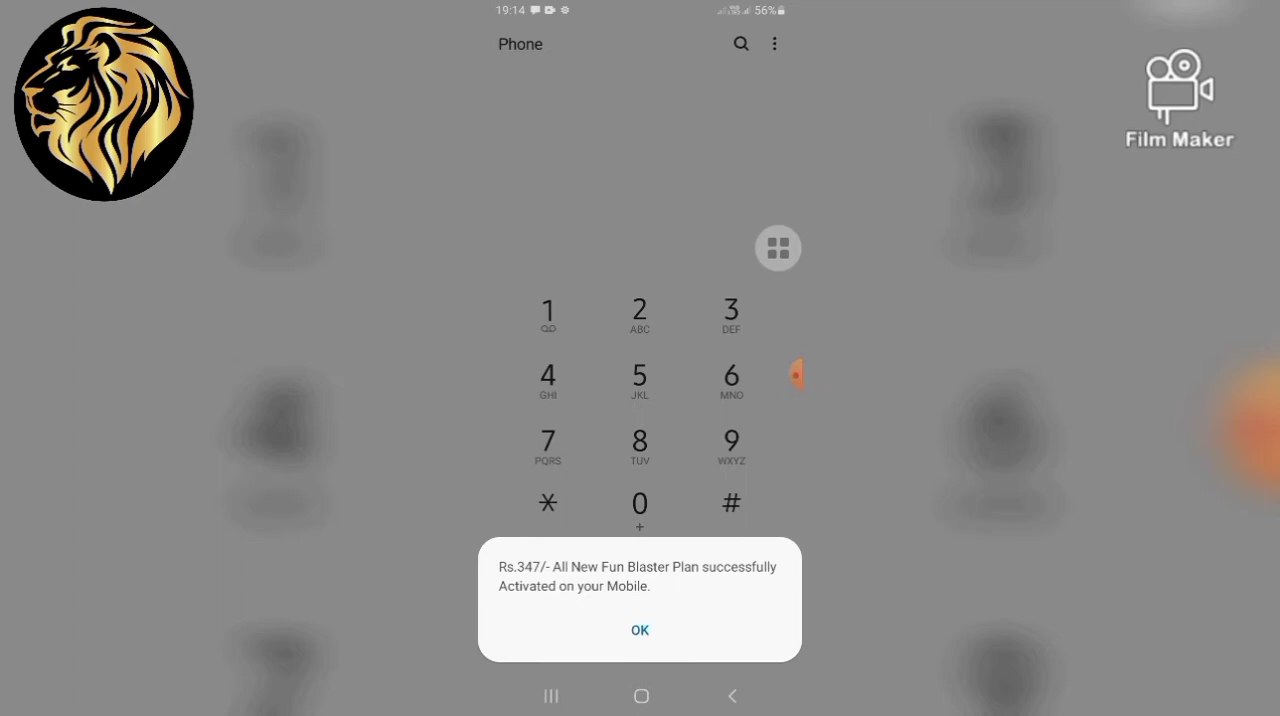 19:14
56%
Phone
Film Maker
1
2
ABC
3
DEF
4
GHI
5
JKL
6
MNO
7
PQRS
8
TUV
9
WXYZ
*
0
+
#
Rs.347/- All New Fun Blaster Plan successfully
Activated on your Mobile.
OK